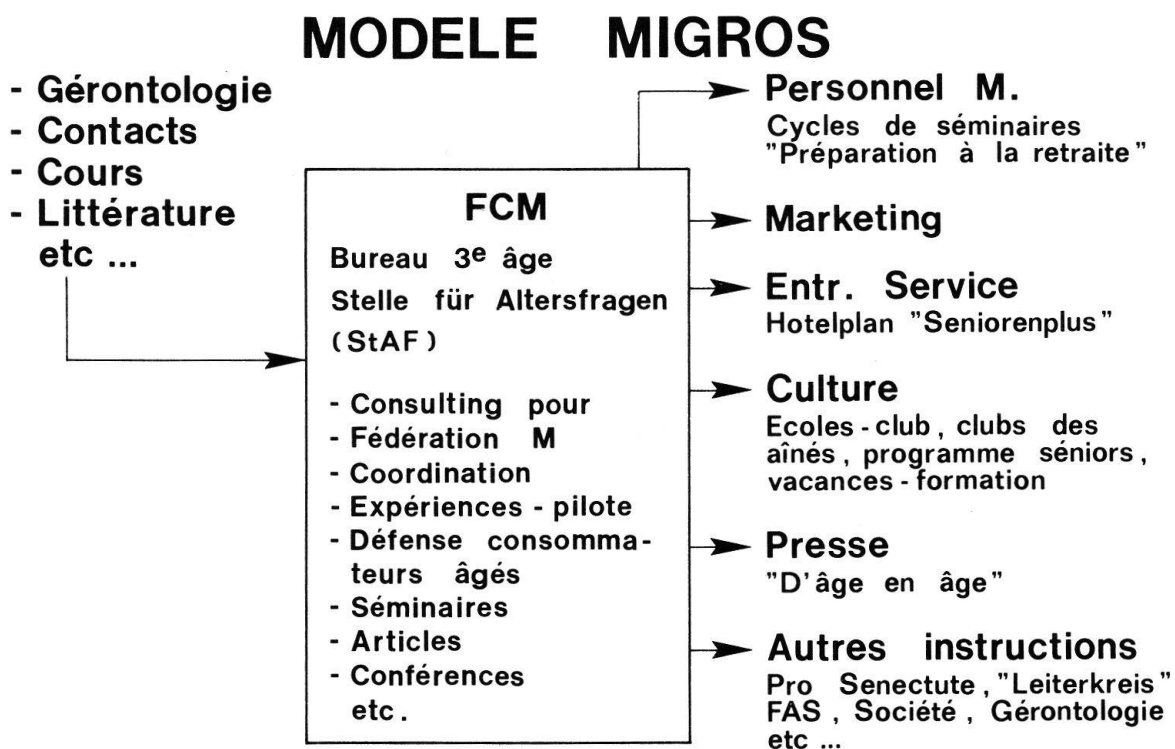 MODELE MIGROS
- Gérontologie
- Contacts
- Cours
- Littérature
etc ...
FCM
Bureau 3e âge
Stelle für Altersfragen
(StAF)
- Consulting pour
- Fédération M
- Coordination
- Expériences - pilote
- Défense consomma-
teurs âgés
- Séminaires
- Articles
- Conférences
etc.
Personnel M.
Cycles de séminaires
"Préparation à la retraite"
Marketing
Entr. Service
Hotelplan "Seniorenplus"
Culture
Ecoles - club, clubs des
aînés, programme séniors,
vacances - formation
Presse
"D'âge en âge"
Autres instructions
Pro Senectute, "Leiterkreis"
FAS, Société, Gérontologie
etc ...